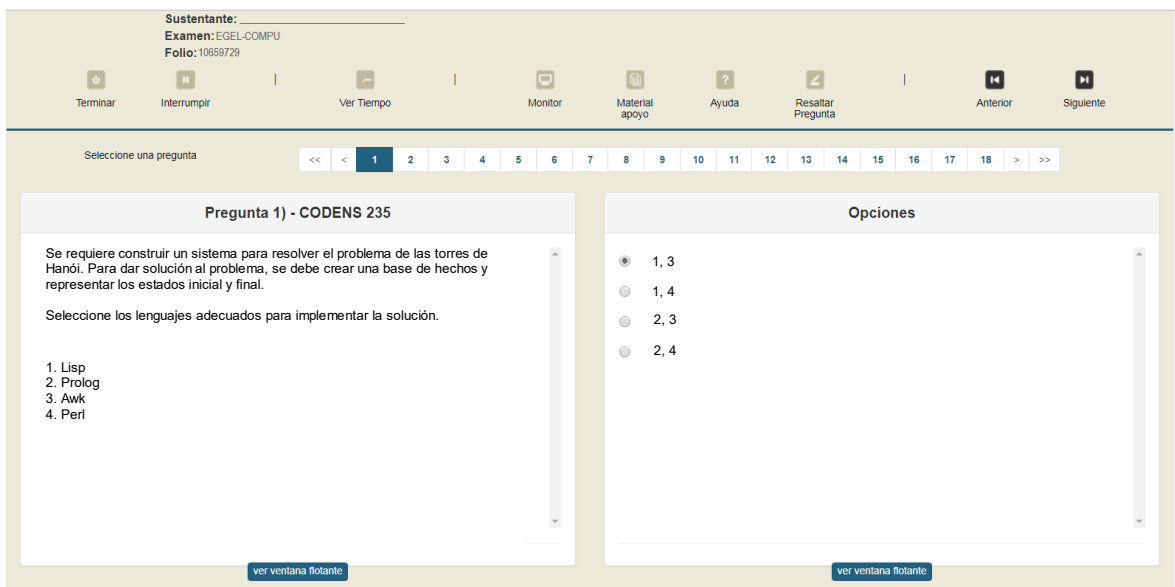 Sustentante:
Examen: EGEL-COMPU
Folio: 10659729
Terminar
Interrumpir
Ver Tiempo
Monitor
Material
apoyo
Ayuda
Resaltar
Pregunta
Anterior
Siguiente
Seleccione una pregunta
<< < 1 2 3 4 5 6 7 8 9 10 11 12 13 14 15 16 17 18 > >>
Pregunta 1) - CODENS 235
Se requiere construir un sistema para resolver el problema de las torres de
Hanói. Para dar solución al problema, se debe crear una base de hechos y
representar los estados inicial y final.
Seleccione los lenguajes adecuados para implementar la solución.
1. Lisp
2. Prolog
3. Awk
4. Perl
ver ventana flotante
Opciones
1, 3
1, 4
2, 3
2, 4
ver ventana flotante